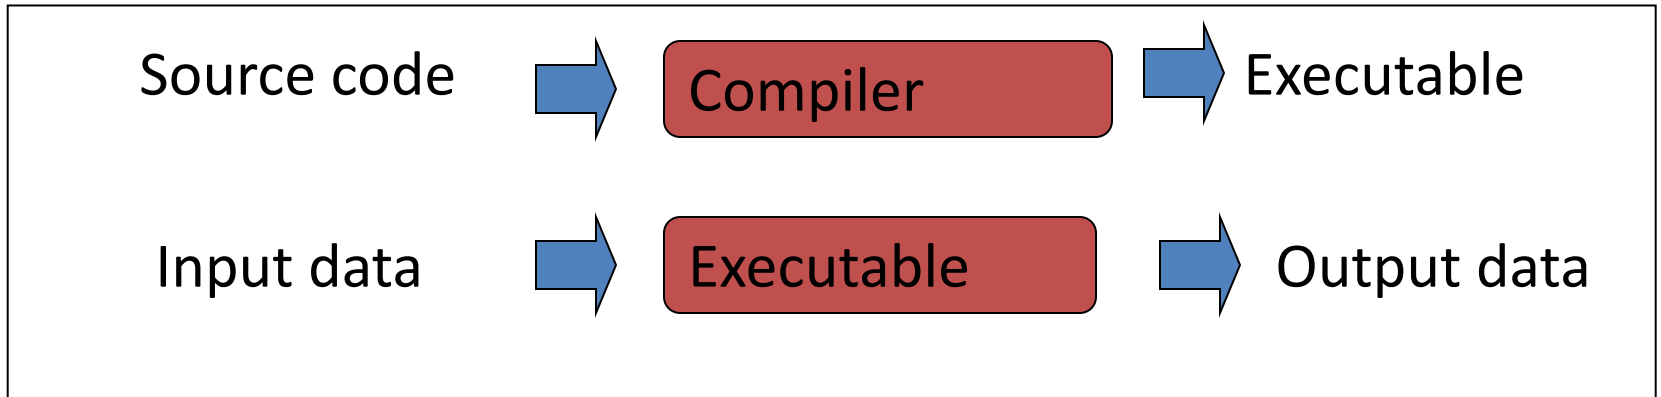 Source code
Compiler
Executable
Input data
Executable
Output data